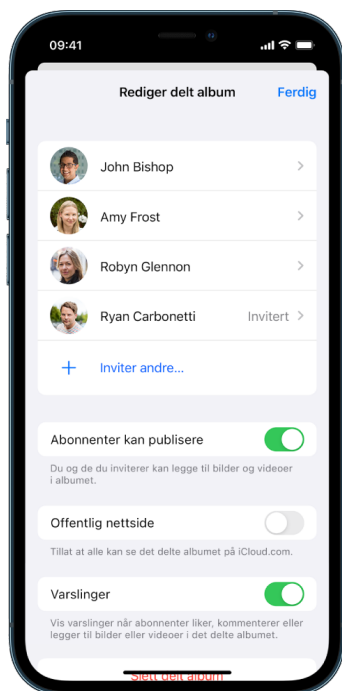 09:41
Rediger delt album Ferdig
John Bishop
Amy Frost
Robyn Glennon
Ryan Carbonetti Invitert
+ Inviter andre...
Abonnenter kan publisere
Du og de du inviterer kan legge til bilder og videoer
i albumet.
Offentlig nettside
Tillat at alle kan se det delte albumet på iCloud.com.
Varslinger
Vis varslinger når abonnenter liker, kommenterer eller
legger til bilder eller videoer i det delte albumet.
Slett delt album